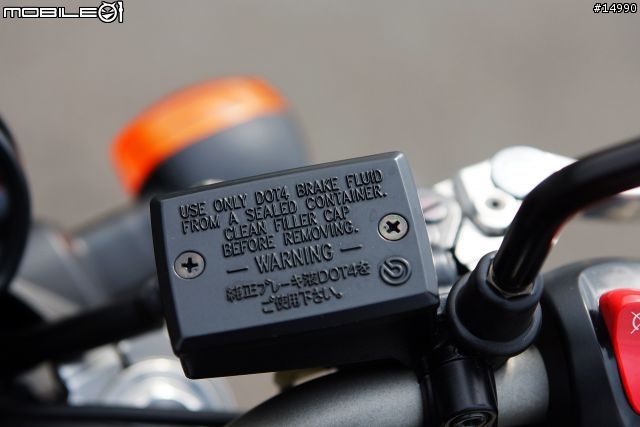 MOBILE01
#14990
USE ONLY DOT4 BRAKE FLUID
FROM A SEALED CONTAINER.
CLEAN FILLER CAP
BEFORE REMOVING.
— WARNING —
純正ブレーキ液DOT4を
ご使用下さい